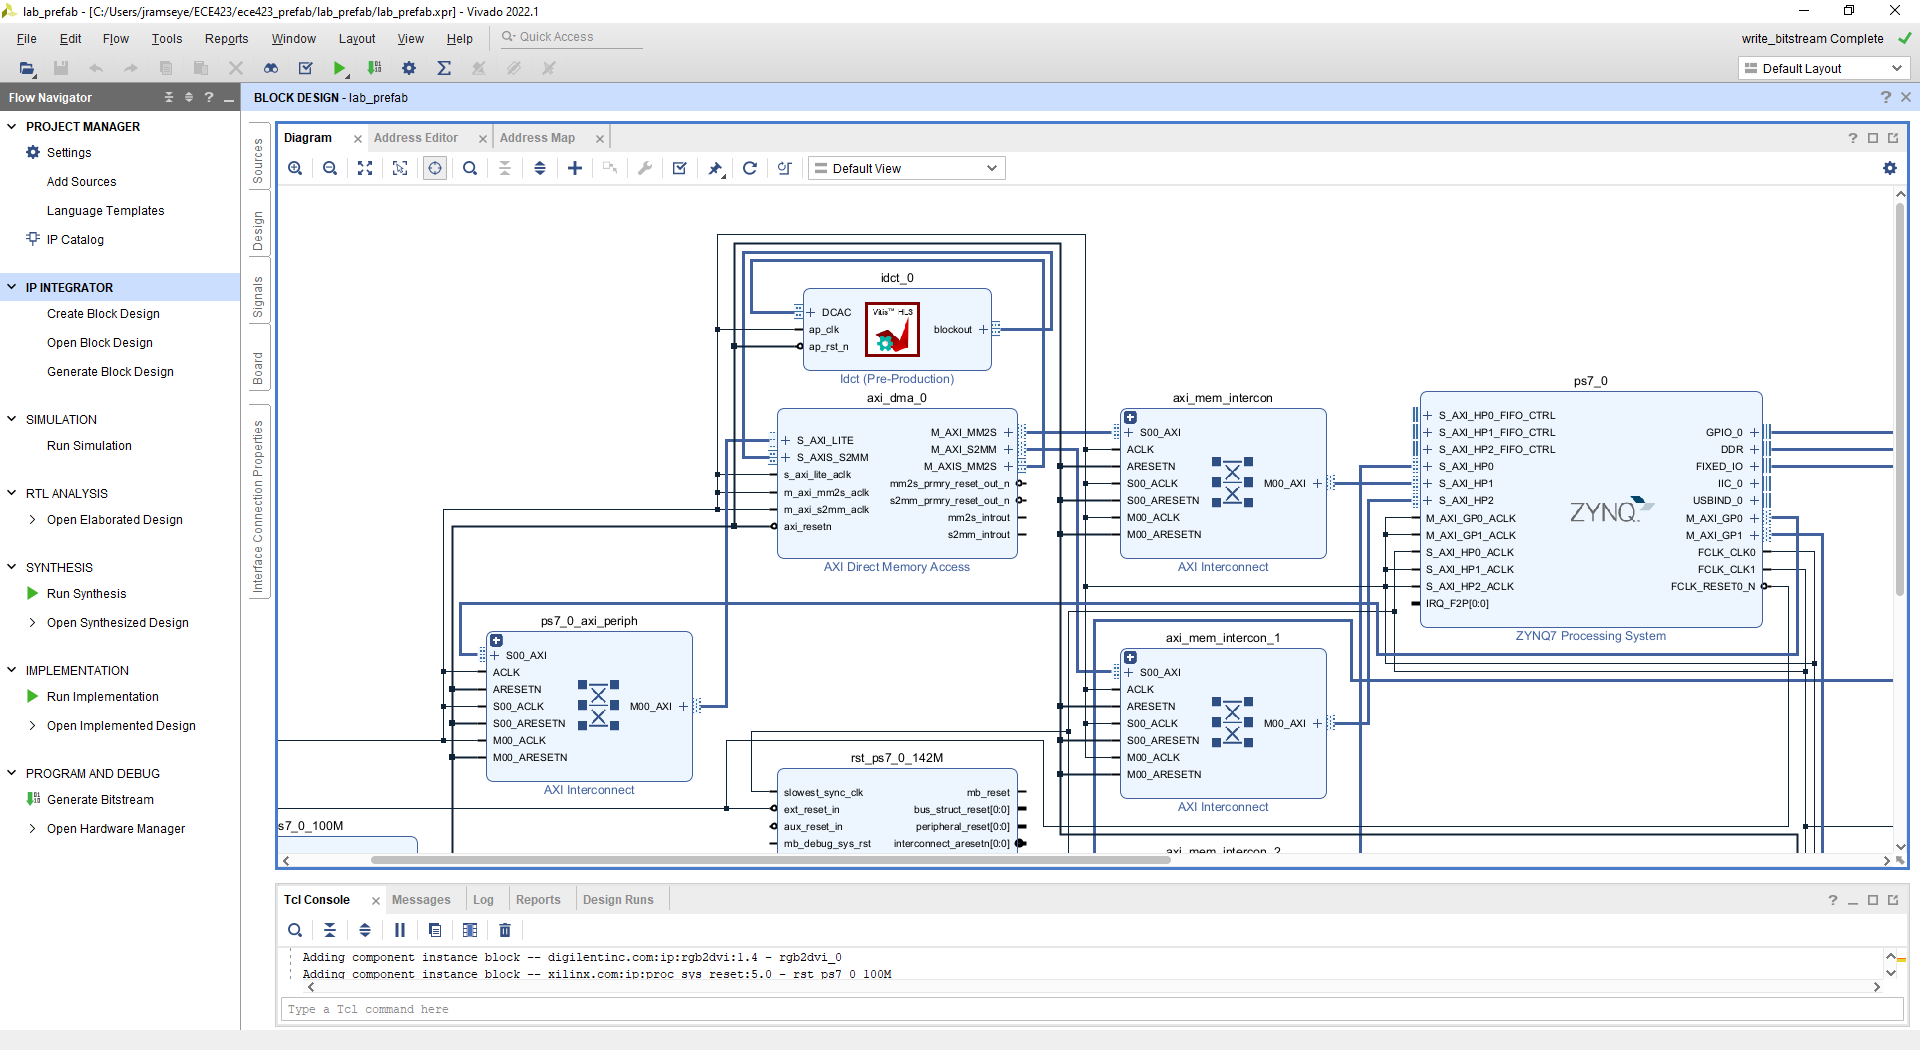 lab_prefab - [C:/Users/jramseye/ECE423/ece423_prefab/lab_prefab/lab_prefab.xpr] - Vivado 2022.1
File Edit Flow Tools Reports Window Layout View Help Quick Access
write_bitstream Complete
Default Layout
Flow Navigator
PROJECT MANAGER
Settings
Add Sources
Language Templates
IP Catalog
IP INTEGRATOR
Create Block Design
Open Block Design
Generate Block Design
SIMULATION
Run Simulation
RTL ANALYSIS
Open Elaborated Design
SYNTHESIS
Run Synthesis
Open Synthesized Design
IMPLEMENTATION
Run Implementation
Open Implemented Design
PROGRAM AND DEBUG
Generate Bitstream
Open Hardware Manager
BLOCK DESIGN - lab_prefab
Sources
Design
Signals
Board
Interface Connection Properties
Diagram
Address Editor
Address Map
Default View
idct_0
DCAC
ap_clk
ap_rst_n
Vitis™ HLS
blockout
Idct (Pre-Production)
axi_dma_0
S_AXI_LITE
S_AXIS_S2MM
s_axi_lite_aclk
m_axi_mm2s_aclk
m_axi_s2mm_aclk
axi_resetn
M_AXI_MM2S
M_AXI_S2MM
M_AXIS_MM2S
mm2s_prmry_reset_out_n
s2mm_prmry_reset_out_n
mm2s_introut
s2mm_introut
AXI Direct Memory Access
axi_mem_intercon
S00_AXI
ACLK
ARESETN
S00_ACLK
S00_ARESETN
M00_ACLK
M00_ARESETN
M00_AXI
AXI Interconnect
ps7_0
S_AXI_HP0_FIFO_CTRL
S_AXI_HP1_FIFO_CTRL
S_AXI_HP2_FIFO_CTRL
S_AXI_HP0
S_AXI_HP1
S_AXI_HP2
M_AXI_GP0_ACLK
M_AXI_GP1_ACLK
S_AXI_HP0_ACLK
S_AXI_HP1_ACLK
S_AXI_HP2_ACLK
IRQ_F2P[0:0]
ZYNQ
GPIO_0
DDR
FIXED_IO
IIC_0
USBIND_0
M_AXI_GP0
M_AXI_GP1
FCLK_CLK0
FCLK_CLK1
FCLK_RESET0_N
ZYNQ7 Processing System
ps7_0_axi_periph
S00_AXI
ACLK
ARESETN
S00_ACLK
S00_ARESETN
M00_ACLK
M00_ARESETN
M00_AXI
AXI Interconnect
axi_mem_intercon_1
S00_AXI
ACLK
ARESETN
S00_ACLK
S00_ARESETN
M00_ACLK
M00_ARESETN
M00_AXI
AXI Interconnect
rst_ps7_0_142M
slowest_sync_clk
ext_reset_in
aux_reset_in
mb_debug_sys_rst
mb_reset
bus_struct_reset[0:0]
peripheral_reset[0:0]
interconnect_aresetn[0:0]
s7_0_100M
axi_mem_intercon_2
Tcl Console
Messages
Log
Reports
Design Runs
Adding component instance block -- digilentinc.com:ip:rgb2dvi:1.4 - rgb2dvi_0
Adding component instance block -- xilinx.com:ip:proc_sys_reset:5.0 - rst_ps7_0_100M
Type a Tcl command here